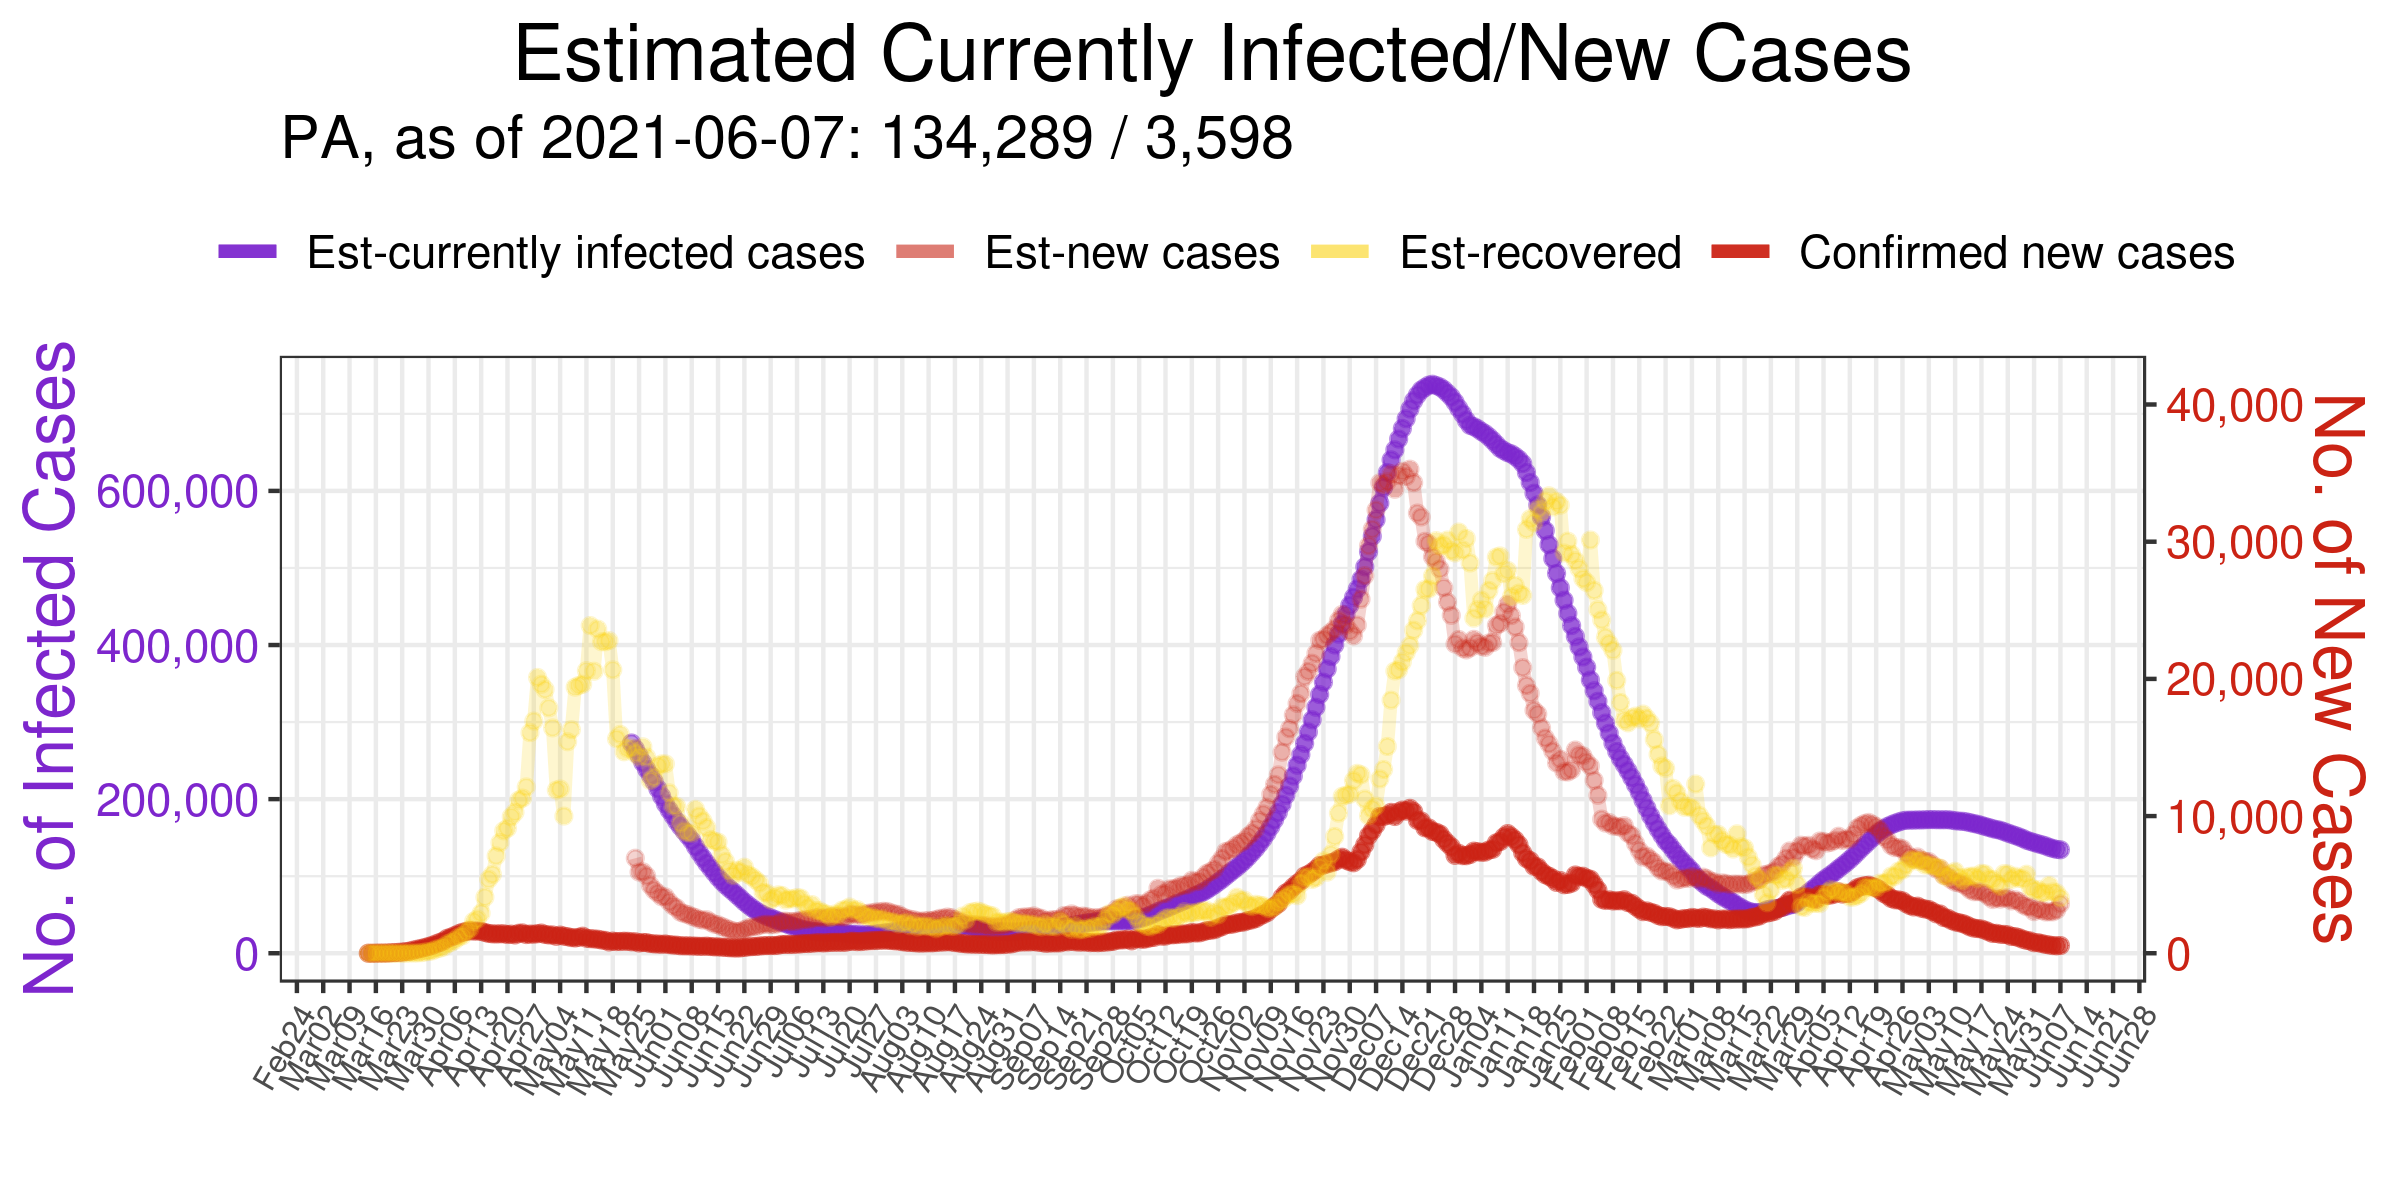 Estimated Currently Infected/New Cases
PA, as of 2021-06-07: 134,289 / 3,598
Est-currently infected cases Est-new cases Est-recovered Confirmed new cases
No. of Infected Cases
600,000
400,000
200,000
0
40,000
30,000
20,000
10,000
0
No. of New Cases
Feb24 Mar02 Mar09 Mar16 Mar23 Mar30 Apr06 Apr13 Apr20 Apr27 May04 May11 May18 May25 Jun01 Jun08 Jun15 Jun22 Jun29 Jul06 Jul13 Jul20 Jul27 Aug03 Aug10 Aug17 Aug24 Aug31 Sep07 Sep14 Sep21 Sep28 Oct05 Oct12 Oct19 Oct26 Nov02 Nov09 Nov16 Nov23 Nov30 Dec07 Dec14 Dec21 Dec28 Jan04 Jan11 Jan18 Jan25 Feb01 Feb08 Feb15 Feb22 Mar01 Mar08 Mar15 Mar22 Mar29 Apr05 Apr12 Apr19 Apr26 May03 May10 May17 May24 May31 Jun07 Jun14 Jun21 Jun28